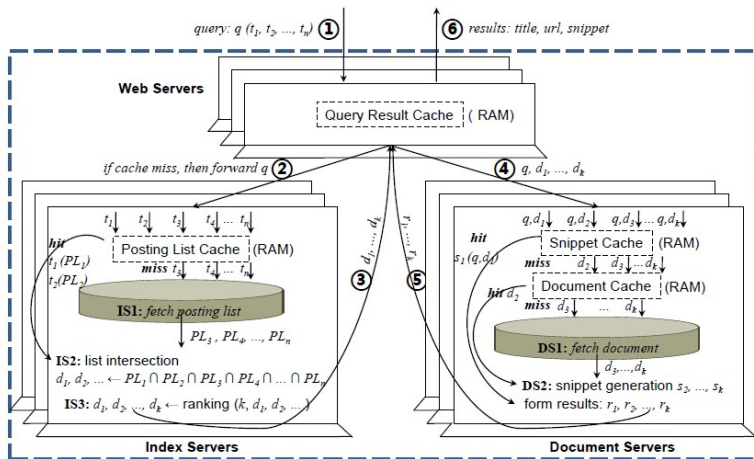 query: q (t1, t2, ..., tn) ①
⑥ results: title, url, snippet
Web Servers
Query Result Cache ( RAM)
if cache miss, then forward q ②
④ q, d1, ..., dk
t1 t2 t3 t4 ... tn
hit
Posting List Cache (RAM)
t1 (PL1)
t2(PL2)
miss t3 t4 ... tn
IS1: fetch posting list
PL3 , PL4, ..., PLn
IS2: list intersection
d1, d2, ... ← PL1 ∩ PL2 ∩ PL3 ∩ PL4 ∩ ... ∩ PLn
IS3: d1, d2, ..., dk ← ranking (k, d1, d2, ... )
Index Servers
③ d1, ..., dk
r1, ..., rk ⑤
q,d1 q,d2 q,d3 ... q,dk
hit
Snippet Cache (RAM)
s1 (q,d1)
miss d2 d3 ... dk
Document Cache (RAM)
hit d2
miss d3 ... dk
DS1: fetch document
d3,...,dk
DS2: snippet generation s2, ..., sk
form results: r1, r2, ..., rk
Document Servers